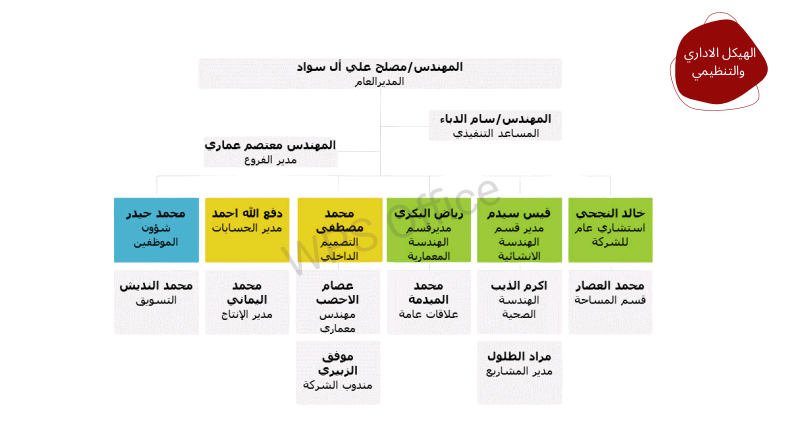 الهيكل الاداري
والتنظيمي
المهندس/مصلح علي آل سواد
المديرالعام
المهندس/سام الدباء
المساعد التنفيذي
المهندس معتصم عماري
مدير الفروع
خالد النجحي
استشاري عام
للشركة
قيس سيدم
مدير قسم
الهندسة
الانشائية
رياض البكري
مديرقسم
الهندسة
المعمارية
محمد
مصطفى
التصميم
الداخلي
دفع الله احمد
مدير الحسابات
محمد حيدر
شؤون
الموظفين
محمد العصار
قسم المساحة
اكرم الذيب
الهندسة
الصحية
محمد
الميدمة
علاقات عامة
عصام
الاخصب
مهندس
معماري
محمد
اليماني
مدير الإنتاج
محمد النديش
التسويق
مراد الطلول
مدير المشاريع
موفق
الزبيري
مندوب الشركة
WPS Office